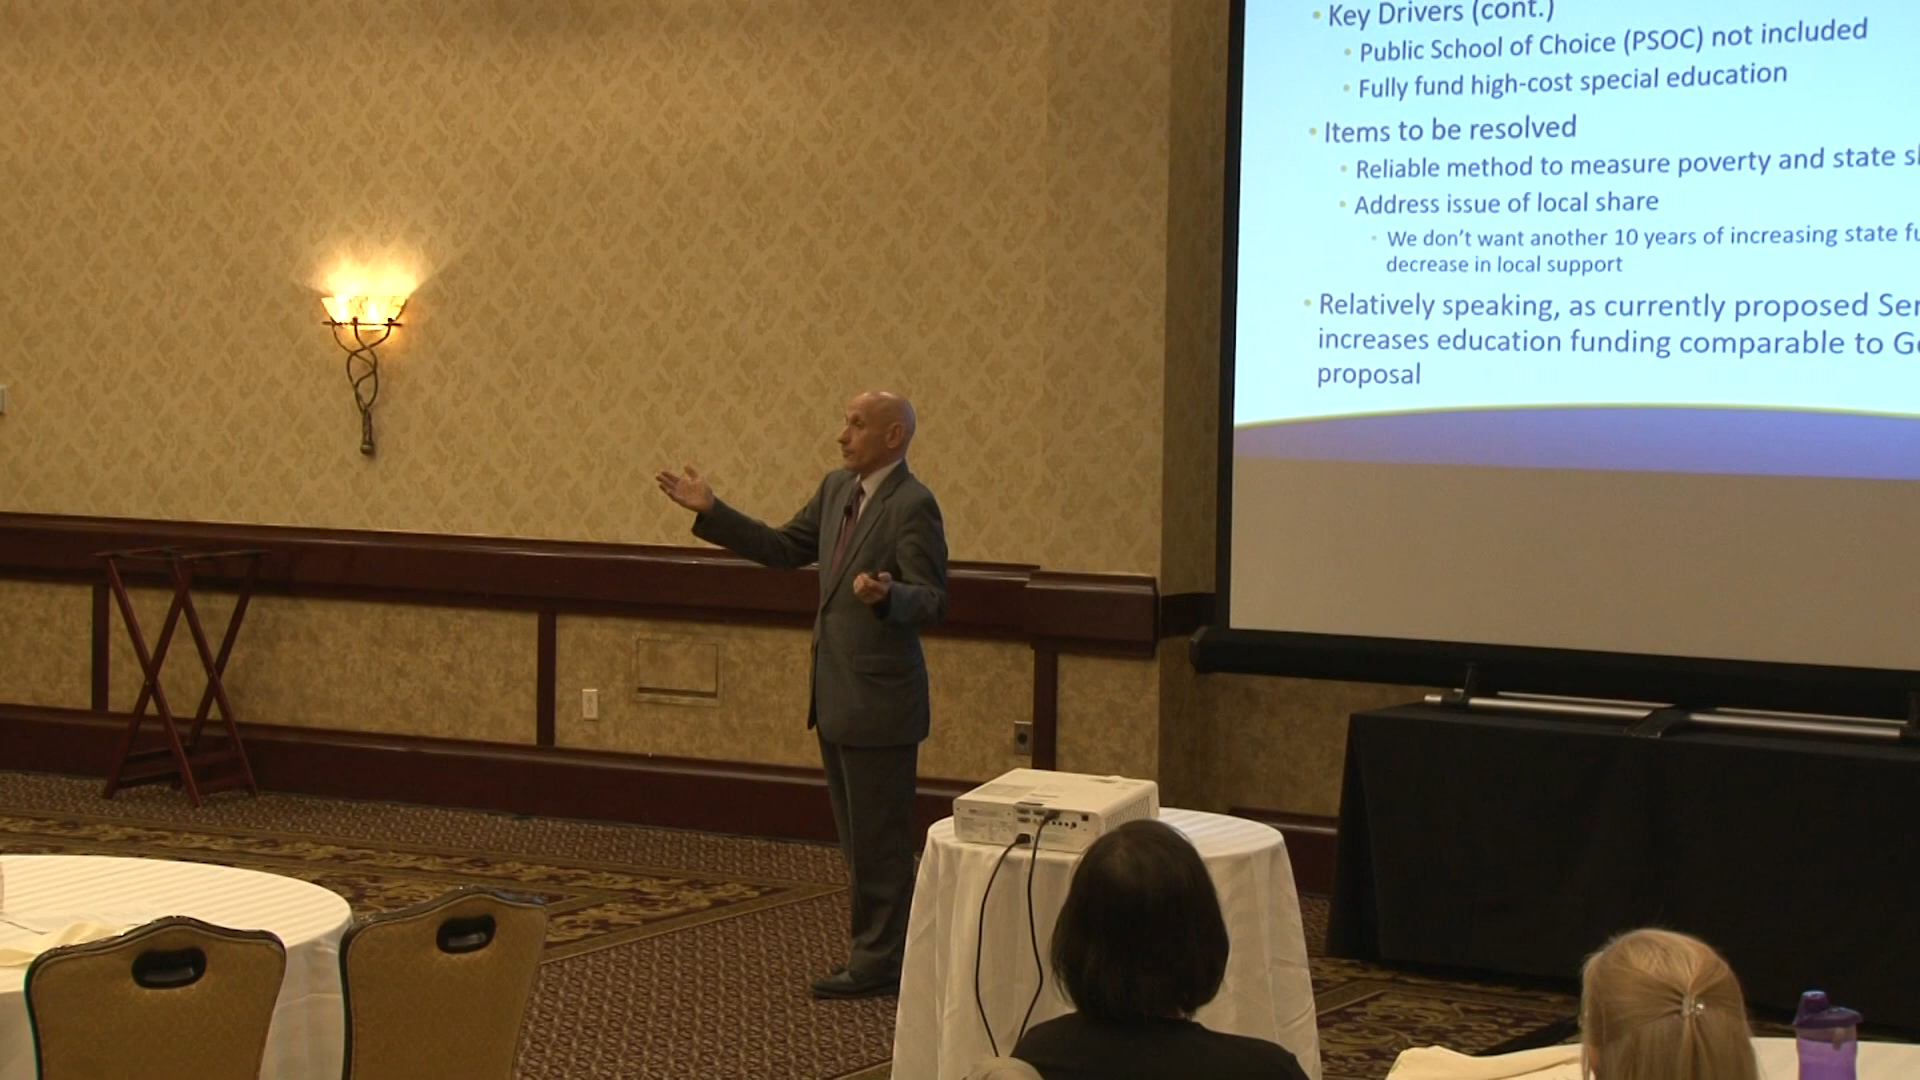 Key Drivers (cont.)
Public School of Choice (PSOC) not included
Fully fund high-cost special education
Items to be resolved
Reliable method to measure poverty and state
Address issue of local share
We don't want another 10 years of increasing state
decrease in local support
Relatively speaking, as currently proposed
increases education funding comparable to
proposal